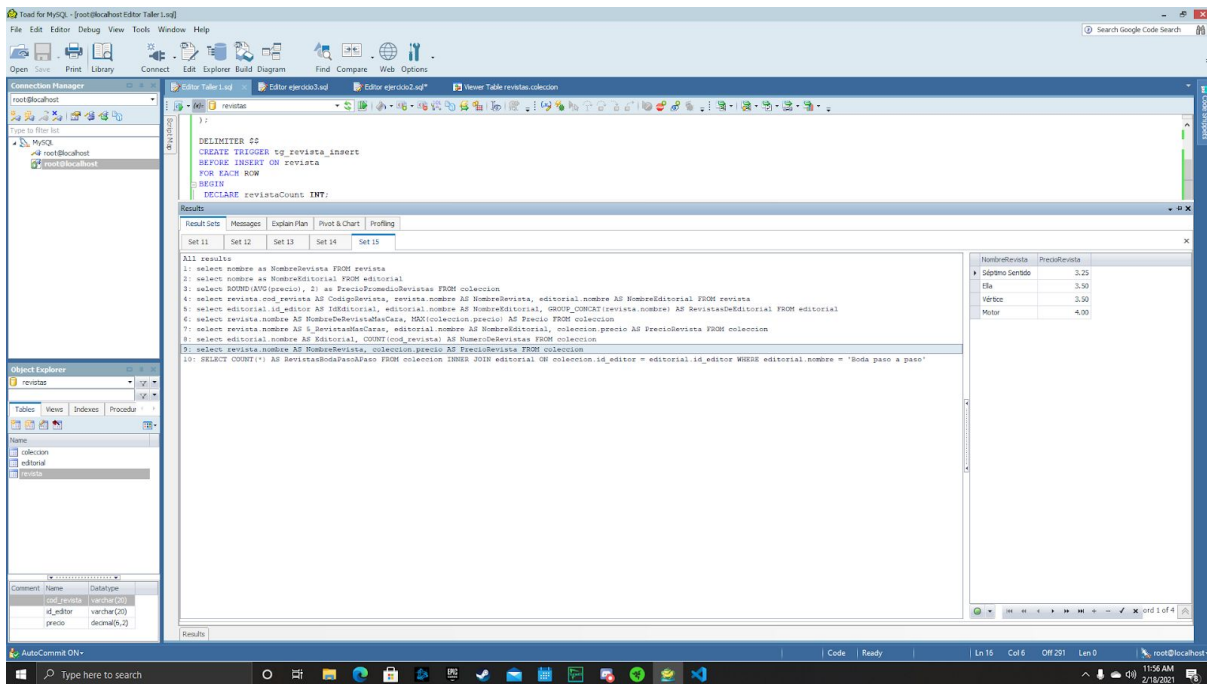 Toad for MySQL - [root@localhost Editor Taller 1.sql]
File Edit Editor Debug View Tools Window Help
Search Google Code Search
Open Save Print Library Connect Edit Explorer Build Diagram Find Compare Web Options
Connection Manager
root@localhost
Type to filter list
MySQL
root@localhost
root@localhost
Editor Taller 1.sql Editor ejercicio3.sql Editor ejercicio2.sql* Viewer Table revistas.coleccion
revistas
Script Map
);
DELIMITER $$
CREATE TRIGGER tg_revista_insert
BEFORE INSERT ON revista
FOR EACH ROW
BEGIN
DECLARE revistaCount INT;
Results
Result Sets Messages Explain Plan Pivot & Chart Profiling
Set 11 Set 12 Set 13 Set 14 Set 15
All results
1: select nombre as NombreRevista FROM revista
2: select nombre as NombreEditorial FROM editorial
3: select ROUND(AVG(precio), 2) as PrecioPromedioRevistas FROM coleccion
4: select revista.cod_revista AS CodigoRevista, revista.nombre AS NombreRevista, editorial.nombre AS NombreEditorial FROM revista
5: select editorial.id_editor AS IdEditorial, editorial.nombre AS NombreEditorial, GROUP_CONCAT(revista.nombre) AS RevistasDeEditorial FROM editorial
6: select revista.nombre AS NombreDeRevistaMasCara, MAX(coleccion.precio) AS Precio FROM coleccion
7: select revista.nombre AS 5_RevistasMasCaras, editorial.nombre AS NombreEditorial, coleccion.precio AS PrecioRevista FROM coleccion
8: select editorial.nombre AS Editorial, COUNT(cod_revista) AS NumeroDeRevistas FROM coleccion
9: select revista.nombre AS NombreRevista, coleccion.precio AS PrecioRevista FROM coleccion
10: SELECT COUNT(*) AS RevistasBodaPasoAPaso FROM coleccion INNER JOIN editorial ON coleccion.id_editor = editorial.id_editor WHERE editorial.nombre = 'Boda paso a paso'
NombreRevista PrecioRevista
Séptimo Sentido 3,25
Ella 3,50
Vértice 3,50
Motor 4,00
Object Explorer
revistas
Tables Views Indexes Procedur
Name
coleccion
editorial
revista
Comment Name Datatype
cod_revista varchar(20)
id_editor varchar(20)
precio decimal(6,2)
ord 1 of 4
Results
AutoCommit ON
Code Ready Ln 16 Col 6 Off 291 Len 0 root@localhost
Type here to search
11:56 AM
2/18/2021